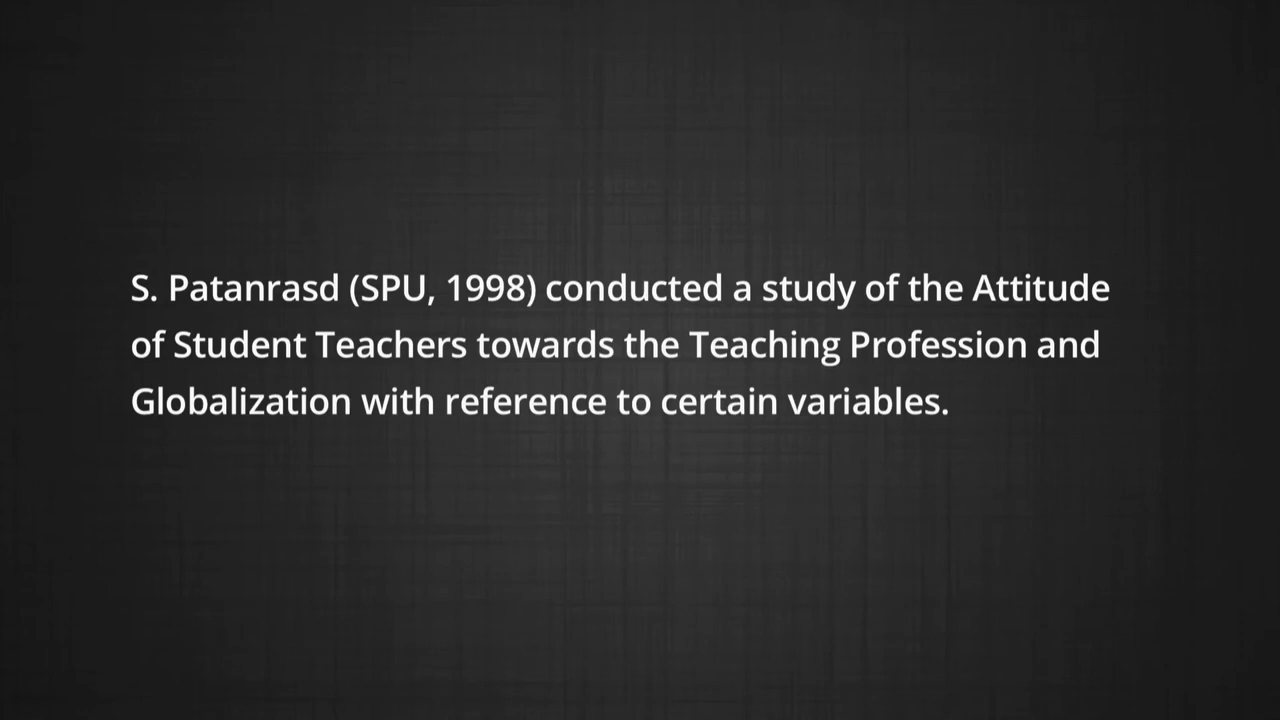 S. Patanrasd (SPU, 1998) conducted a study of the Attitude
of Student Teachers towards the Teaching Profession and
Globalization with reference to certain variables.